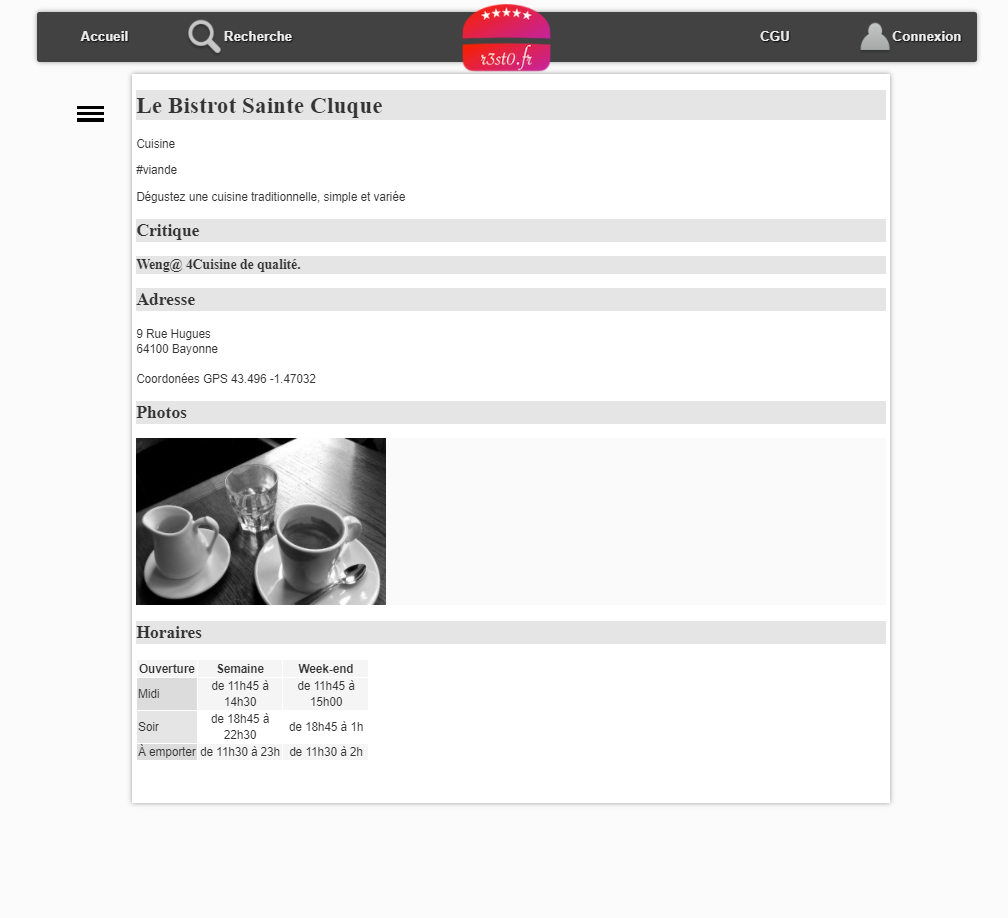 Accueil
Recherche
r3st0.fr
CGU
Connexion
Le Bistrot Sainte Cluque
Cuisine
#viande
Dégustez une cuisine traditionnelle, simple et variée
Critique
Weng@ 4Cuisine de qualité.
Adresse
9 Rue Hugues
64100 Bayonne
Coordonées GPS 43.496 -1.47032
Photos
Horaires
Ouverture Semaine Week-end
Midi de 11h45 à 14h30 de 11h45 à 15h00
Soir de 18h45 à 22h30 de 18h45 à 1h
À emporter de 11h30 à 23h de 11h30 à 2h